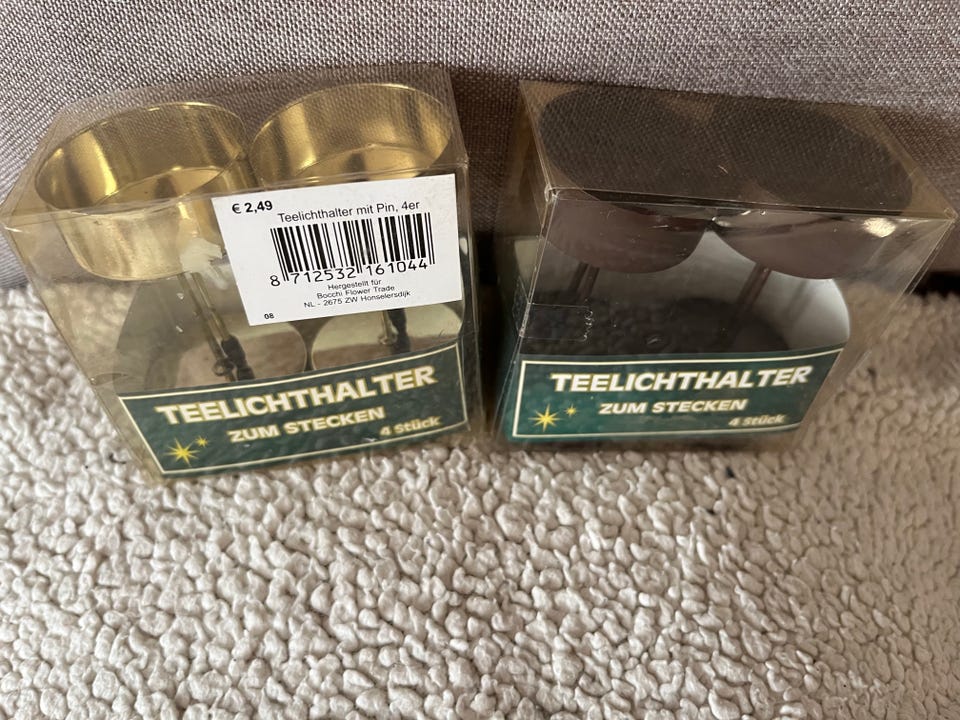 € 2,49
Teelichthalter mit Pin, 4er
8 712532 161044
Hergestellt für
Bocchi Flower Trade
NL - 2675 ZW Honselersdijk
08
TEELICHTHALTER
ZUM STECKEN
4 Stück
TEELICHTHALTER
ZUM STECKEN
4 Stück